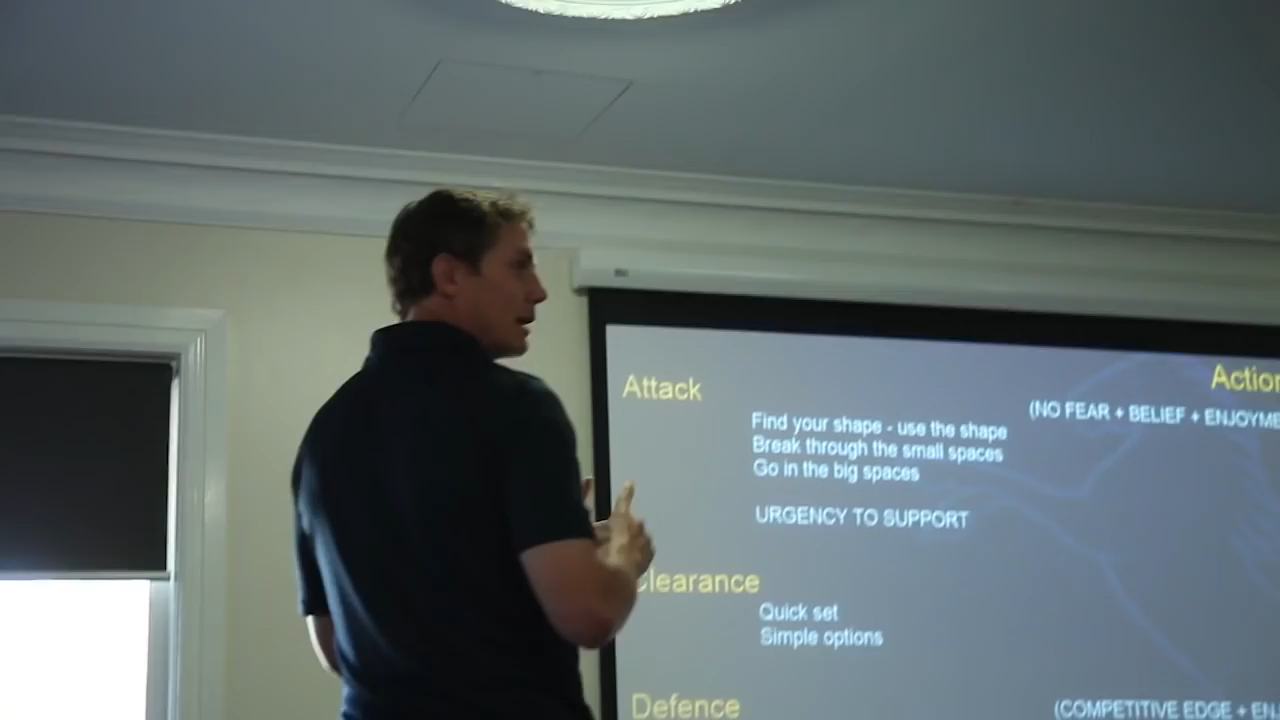 Action
Attack
(NO FEAR + BELIEF + ENJOYME
Find your shape - use the shape
Break through the small spaces
Go in the big spaces
URGENCY TO SUPPORT
Clearance
Quick set
Simple options
Defence
(COMPETITIVE EDGE + EN